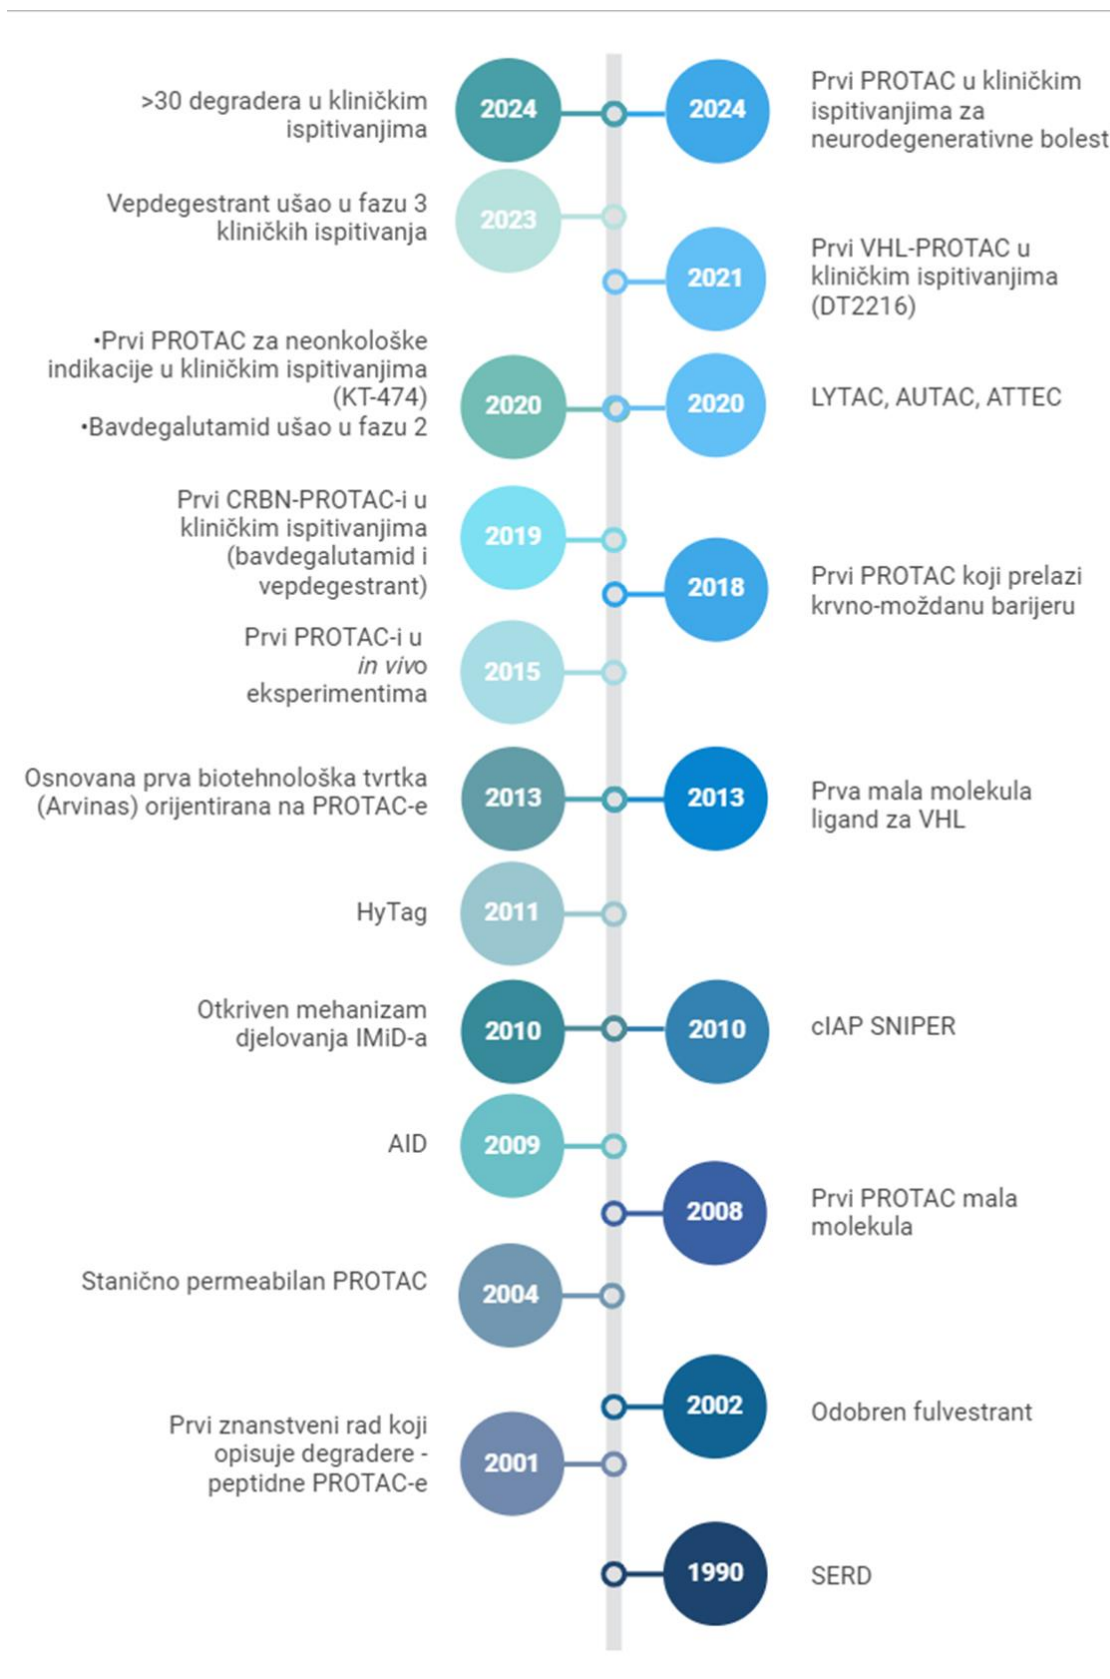 >30 degradera u kliničkim
ispitivanjima
2024
2024
Prvi PROTAC u kliničkim
ispitivanjima za
neurodegenerativne bolest
Vepdegestrant ušao u fazu 3
kliničkih ispitivanja
2023
2021
Prvi VHL-PROTAC u
kliničkim ispitivanjima
(DT2216)
•Prvi PROTAC za neonkološke
indikacije u kliničkim ispitivanjima
(KT-474)
•Bavdegalutamid ušao u fazu 2
2020
2020
LYTAC, AUTAC, ATTEC
Prvi CRBN-PROTAC-i u
kliničkim ispitivanjima
(bavdegalutamid i
vepdegestrant)
2019
2018
Prvi PROTAC koji prelazi
krvno-moždanu barijeru
Prvi PROTAC-i u
in vivo
eksperimentima
2015
Osnovana prva biotehnološka tvrtka
(Arvinas) orijentirana na PROTAC-e
2013
2013
Prva mala molekula
ligand za VHL
HyTag
2011
Otkriven mehanizam
djelovanja IMiD-a
2010
2010
cIAP SNIPER
AID
2009
2008
Prvi PROTAC mala
molekula
Stanično permeabilan PROTAC
2004
2002
Odobren fulvestrant
Prvi znanstveni rad koji
opisuje degradere -
peptidne PROTAC-e
2001
1990
SERD